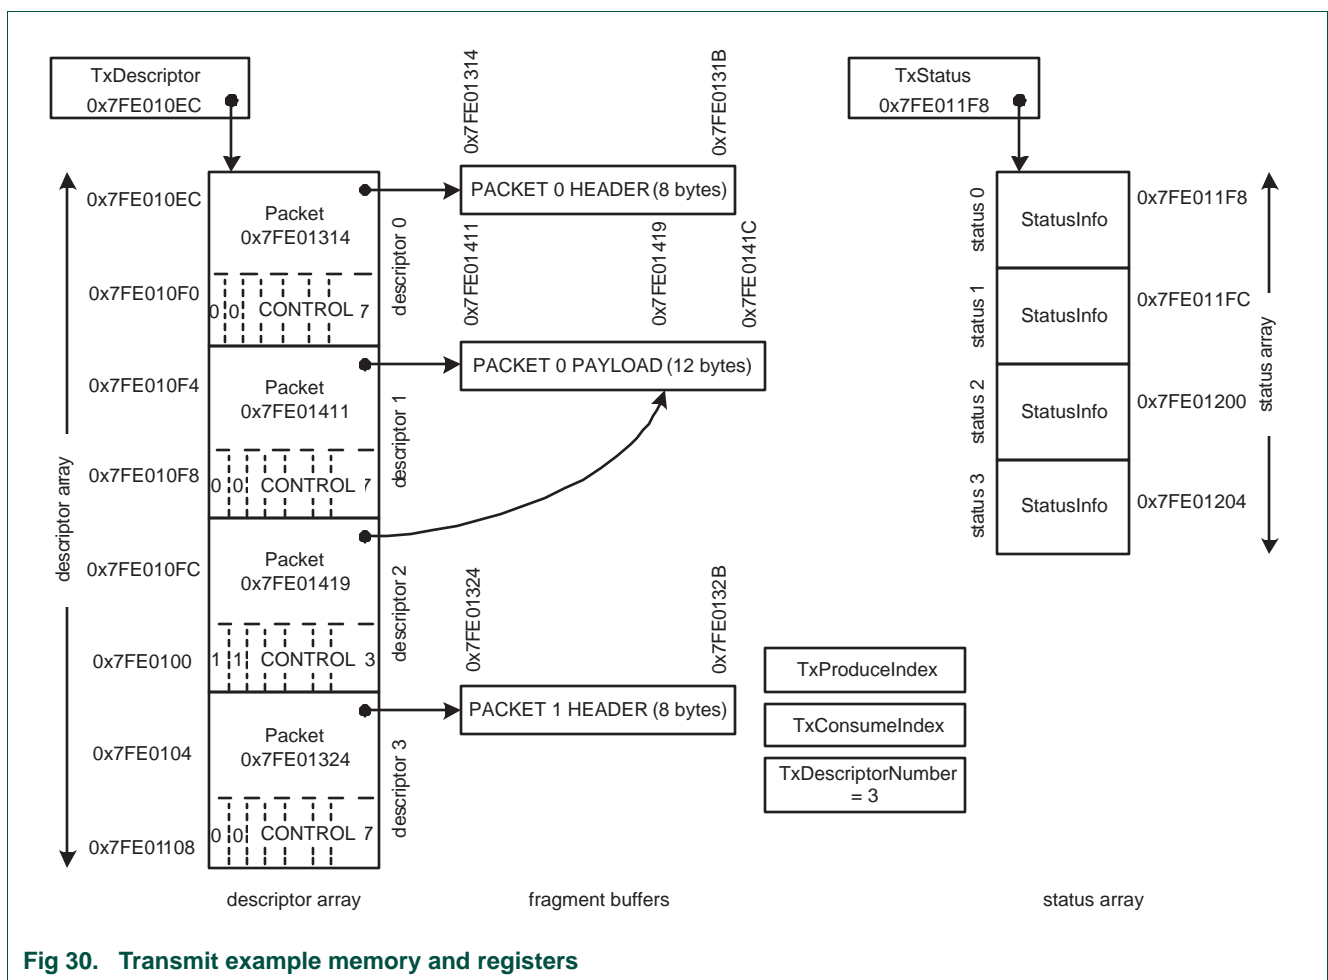 TxDescriptor
0x7FE010EC
0x7FE01314
0x7FE0131B
TxStatus
0x7FE011F8
descriptor array
0x7FE010EC
Packet
0x7FE01314
descriptor 0
0x7FE010F0
0 0 CONTROL 7
PACKET 0 HEADER (8 bytes)
0x7FE01411
0x7FE01419
0x7FE0141C
0x7FE010F4
Packet
0x7FE01411
descriptor 1
0x7FE010F8
0 0 CONTROL 7
PACKET 0 PAYLOAD (12 bytes)
0x7FE010FC
Packet
0x7FE01419
descriptor 2
0x7FE0100
1 1 CONTROL 3
0x7FE01324
0x7FE0132B
0x7FE0104
Packet
0x7FE01324
descriptor 3
0x7FE01108
0 0 CONTROL 7
PACKET 1 HEADER (8 bytes)
status 0
StatusInfo
0x7FE011F8
status 1
StatusInfo
0x7FE011FC
status 2
StatusInfo
0x7FE01200
status 3
StatusInfo
0x7FE01204
status array
TxProduceIndex
TxConsumeIndex
TxDescriptorNumber
= 3
descriptor array
fragment buffers
status array
Fig 30. Transmit example memory and registers